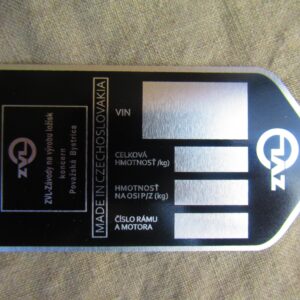 ZVL
ZVL-Závody na výrobu ložísk
koncern
Považská Bystrica
MADE IN CZECHOSLOVAKIA
VIN
CELKOVÁ
HMOTNOSŤ /kg)
HMOTNOSŤ
NA OSI P/Z (kg)
ČÍSLO RÁMU
A MOTORA
ZVL